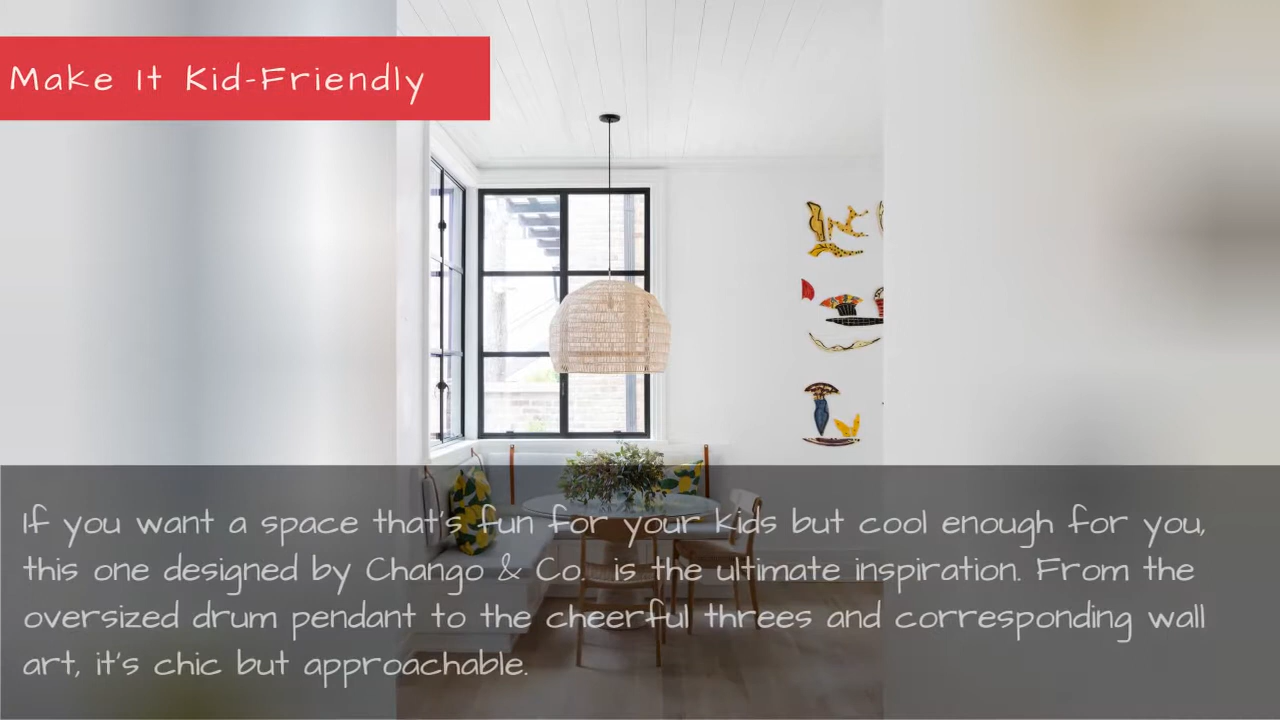 Make It Kid-Friendly
If you want a space that's fun for your kids but cool enough for you,
this one designed by Chango & Co. is the ultimate inspiration. From the
oversized drum pendant to the cheerful threes and corresponding wall
art, it's chic but approachable.